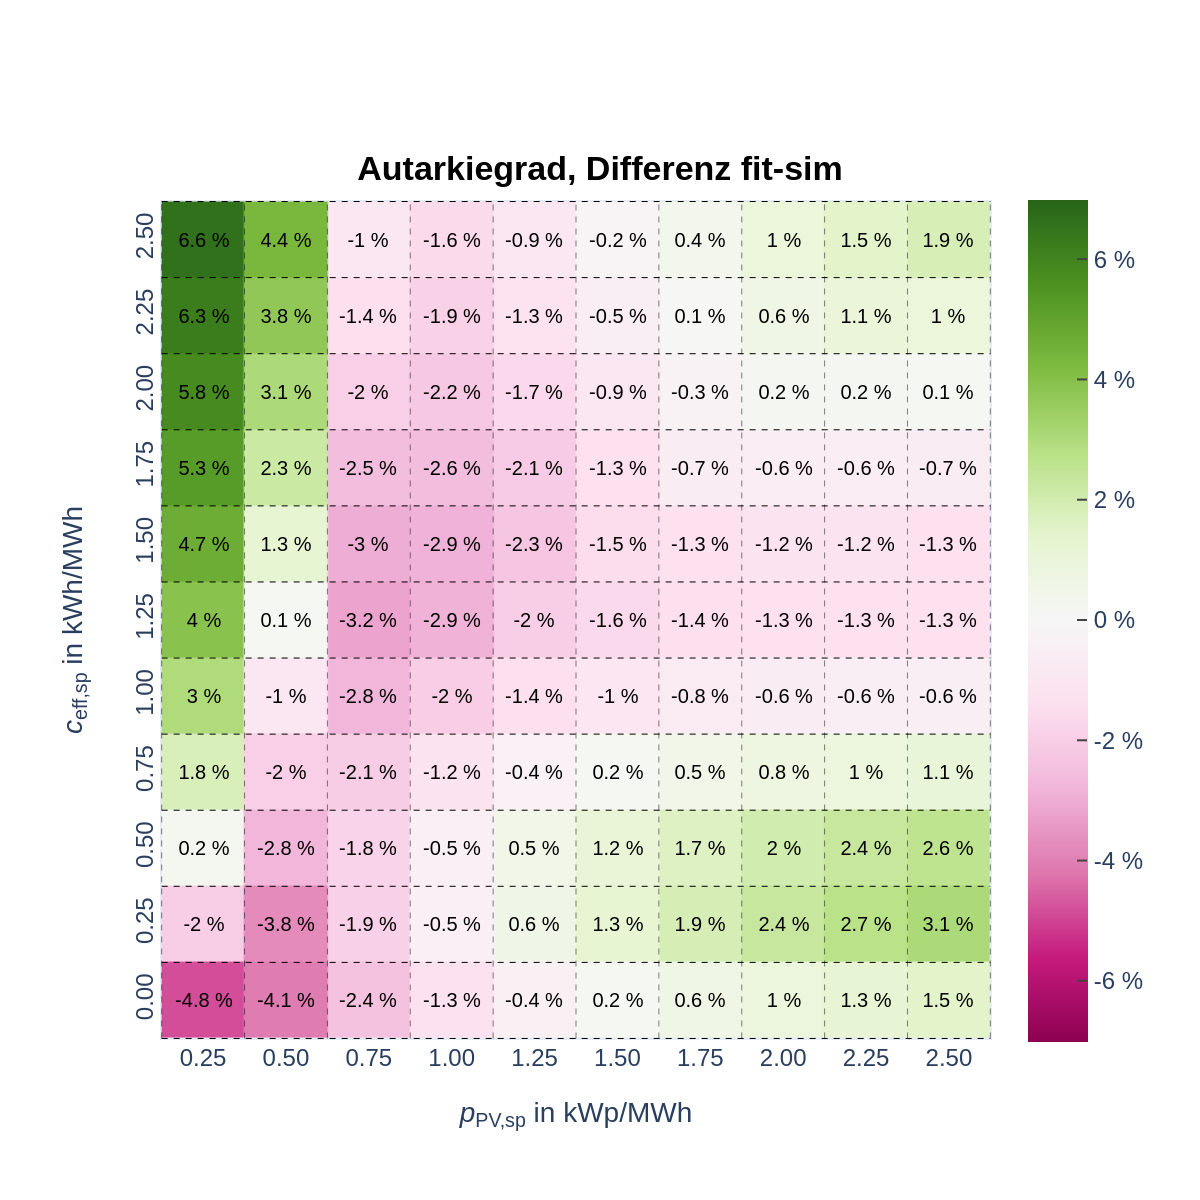 Autarkiegrad, Differenz fit-sim
2.50 6.6 % 4.4 % -1 % -1.6 % -0.9 % -0.2 % 0.4 % 1 % 1.5 % 1.9 %
2.25 6.3 % 3.8 % -1.4 % -1.9 % -1.3 % -0.5 % 0.1 % 0.6 % 1.1 % 1 %
2.00 5.8 % 3.1 % -2 % -2.2 % -1.7 % -0.9 % -0.3 % 0.2 % 0.2 % 0.1 %
1.75 5.3 % 2.3 % -2.5 % -2.6 % -2.1 % -1.3 % -0.7 % -0.6 % -0.6 % -0.7 %
1.50 4.7 % 1.3 % -3 % -2.9 % -2.3 % -1.5 % -1.3 % -1.2 % -1.2 % -1.3 %
1.25 4 % 0.1 % -3.2 % -2.9 % -2 % -1.6 % -1.4 % -1.3 % -1.3 % -1.3 %
1.00 3 % -1 % -2.8 % -2 % -1.4 % -1 % -0.8 % -0.6 % -0.6 % -0.6 %
0.75 1.8 % -2 % -2.1 % -1.2 % -0.4 % 0.2 % 0.5 % 0.8 % 1 % 1.1 %
0.50 0.2 % -2.8 % -1.8 % -0.5 % 0.5 % 1.2 % 1.7 % 2 % 2.4 % 2.6 %
0.25 -2 % -3.8 % -1.9 % -0.5 % 0.6 % 1.3 % 1.9 % 2.4 % 2.7 % 3.1 %
0.00 -4.8 % -4.1 % -2.4 % -1.3 % -0.4 % 0.2 % 0.6 % 1 % 1.3 % 1.5 %
0.25 0.50 0.75 1.00 1.25 1.50 1.75 2.00 2.25 2.50
pPV,sp in kWp/MWh
ceff,sp in kWh/MWh
6 %
4 %
2 %
0 %
-2 %
-4 %
-6 %